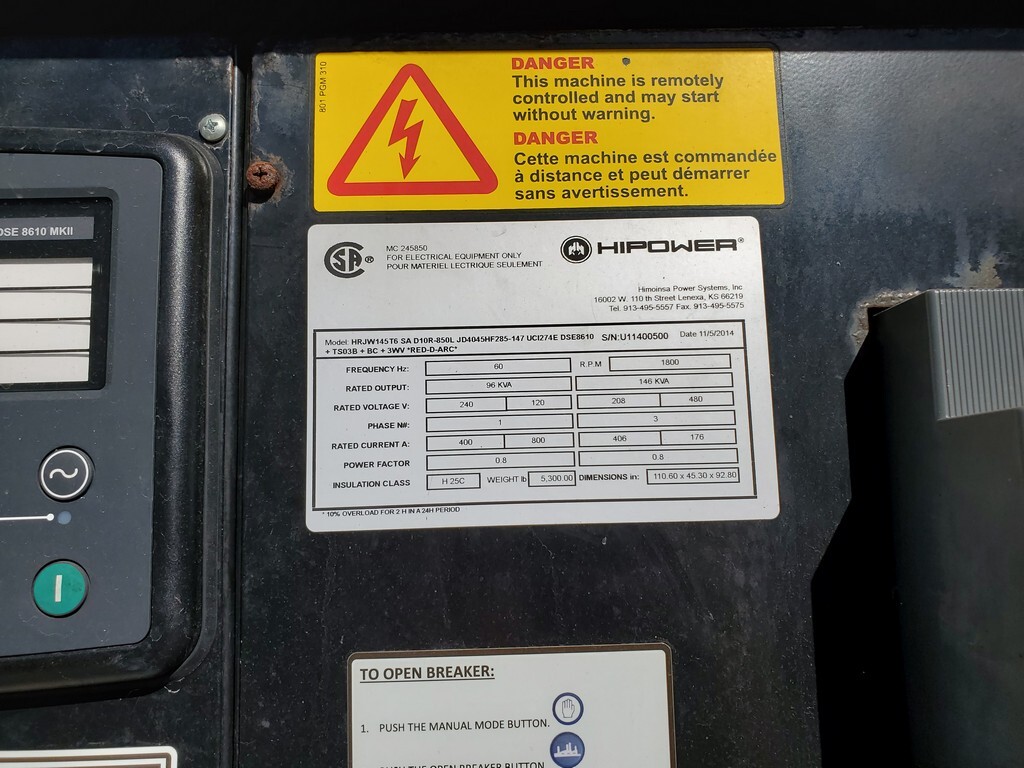 601 PGM 310
DANGER
This machine is remotely
controlled and may start
without warning.
DANGER
Cette machine est commandée
à distance et peut démarrer
sans avertissement.
DSE 8610 MKII
CSA ®
MC 245850
FOR ELECTRICAL EQUIPMENT ONLY
POUR MATERIEL LECTRIQUE SEULEMENT
HIPOWER®
Himoinsa Power Systems, Inc
16002 W. 110 th Street Lenexa, KS 66219
Tel. 913-495-5557 Fax. 913-495-5575
Model: HRJW145T6 SA D10R-850L JD4045HF285-147 UCI274E DSE8610 S/N:U11400500 Date 11/5/2014
+ TS03B + BC + 3WV *RED-D-ARC*
FREQUENCY Hz: 60 R.P.M 1800
RATED OUTPUT: 96 KVA 146 KVA
RATED VOLTAGE V: 240 120 208 480
PHASE N#: 1 3
RATED CURRENT A: 400 800 406 176
POWER FACTOR 0.8 0.8
INSULATION CLASS H 25C WEIGHT lb 5,300.00 DIMENSIONS in: 110.60 x 45.30 x 92.80
* 10% OVERLOAD FOR 2 H IN A 24H PERIOD
TO OPEN BREAKER:
1. PUSH THE MANUAL MODE BUTTON.
PUSH THE OPEN BREAKER BUTTON